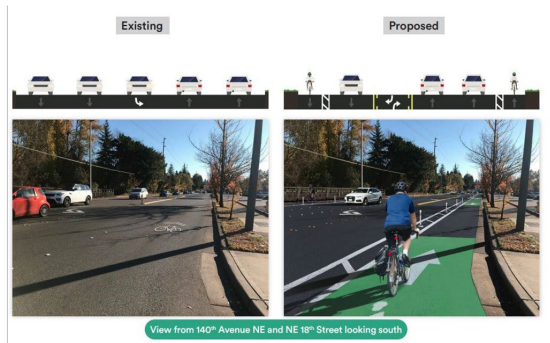 Existing
Proposed
View from 140th Avenue NE and NE 18th Street looking south